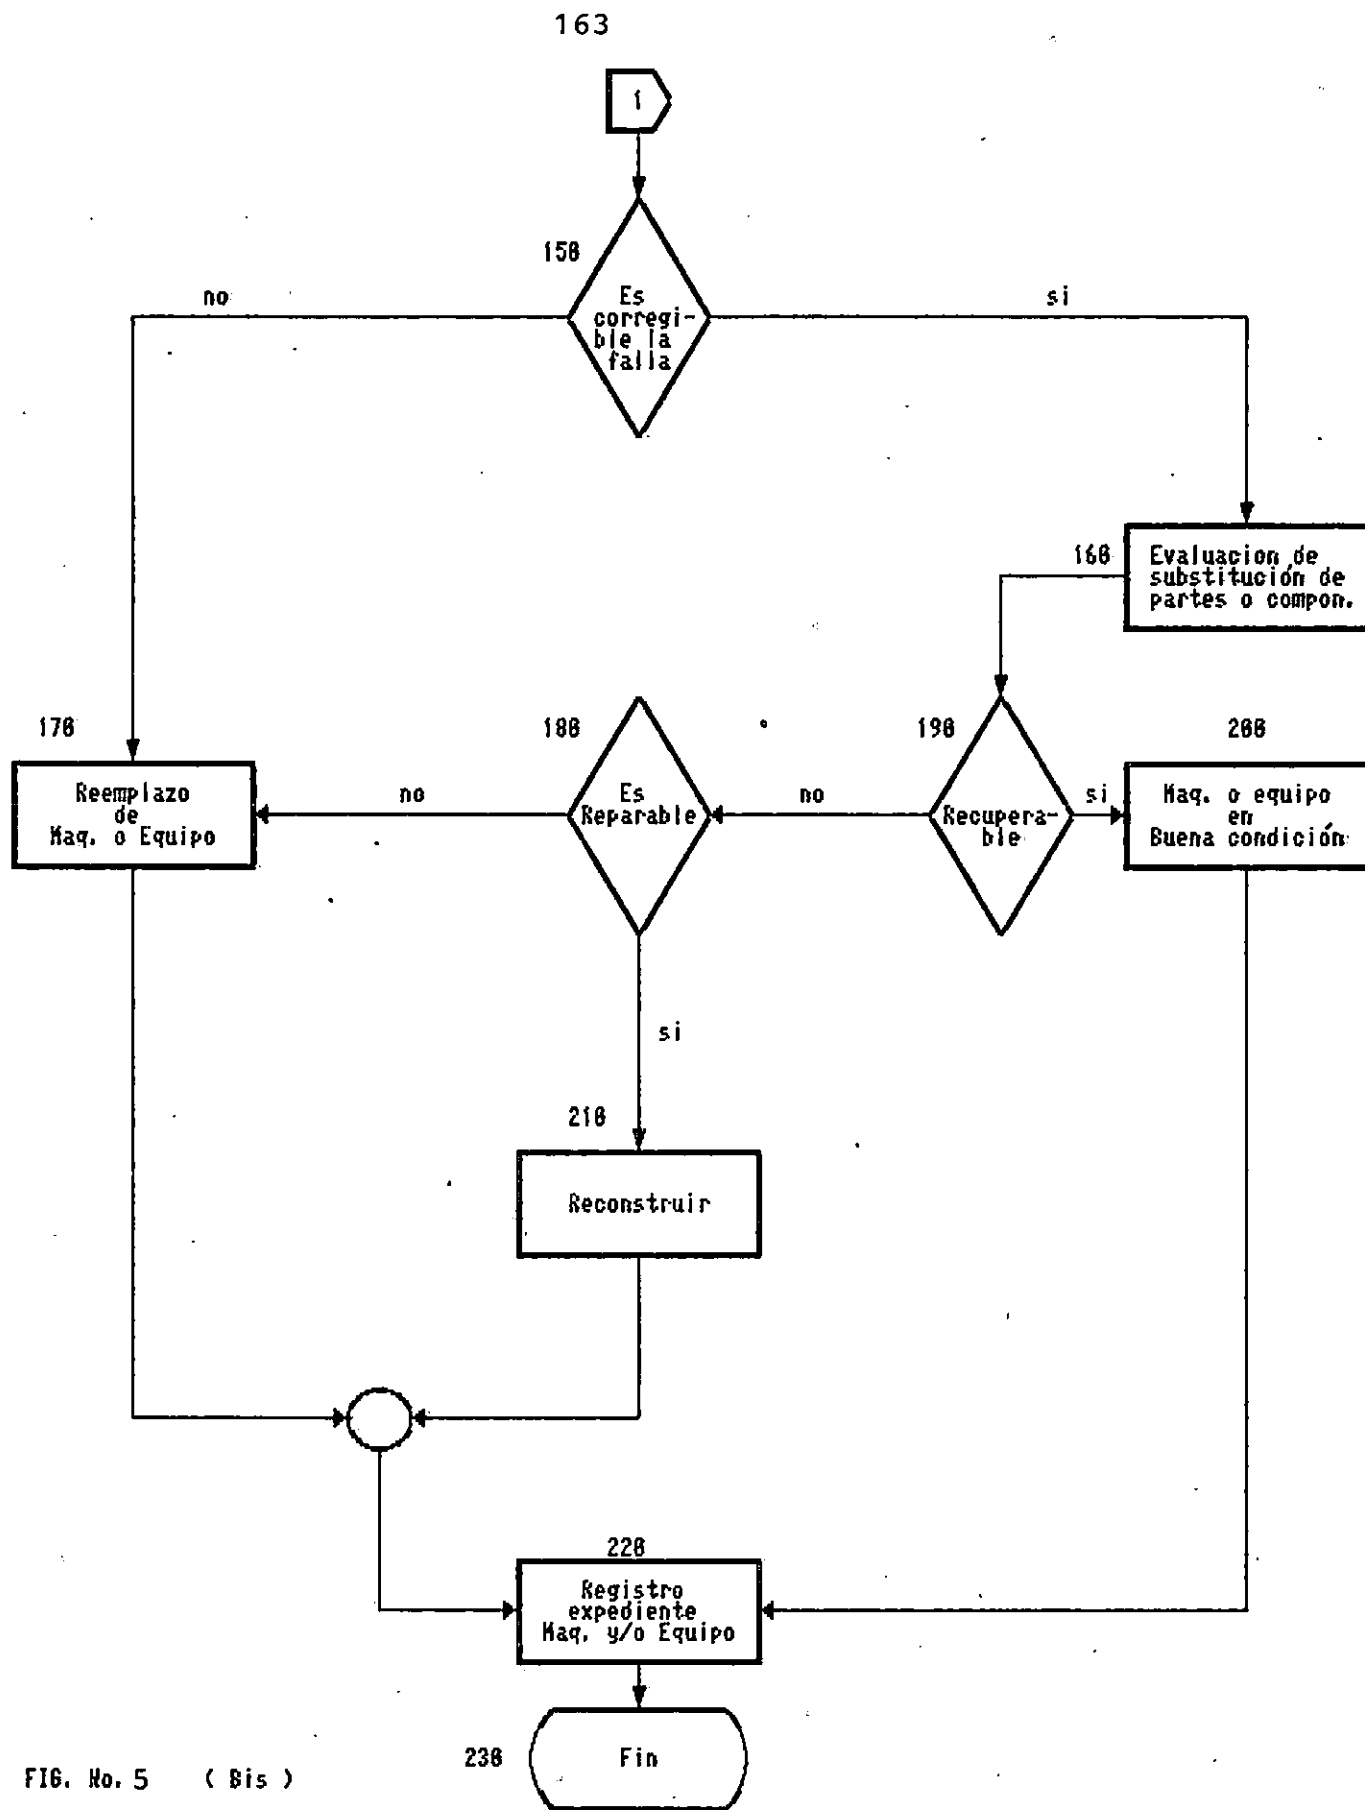 163
1
150
Es
corregi-
ble la
falla
no
si
160
Evaluacion de
substitución de
partes o compon.
170
Reemplazo
de
Maq. o Equipo
no
180
Es
Reparable
no
190
Recupera-
ble
si
200
Maq. o equipo
en
Buena condición
si
210
Reconstruir
220
Registro
expediente
Maq. y/o Equipo
230
Fin
FIG. No. 5 ( Bis )